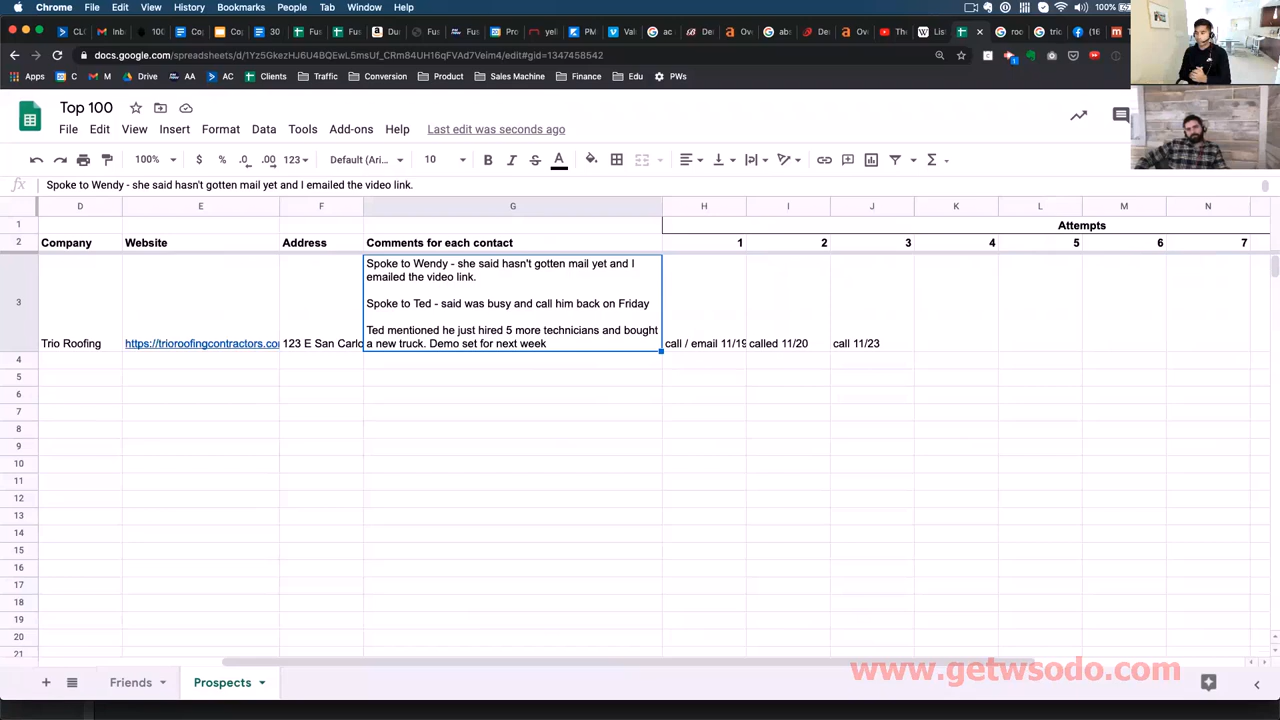 Chrome File Edit View History Bookmarks People Tab Window Help 100%
docs.google.com/spreadsheets/d/1Yz5GkezHJ6U4BQEwL5msUf_CRm84H16qFVAd7Veim4/edit#gid=1347458542
C M Drive AA AC Clients Traffic Conversion Product Sales Machine Finance Edu PWs
Top 100
File Edit View Insert Format Data Tools Add-ons Help Last edit was seconds ago
100% $ % .0 .00 123 Default (Ari... 10 B I S A
fx Spoke to Wendy - she said hasn't gotten mail yet and I emailed the video link.
D E F G H I J K L M N
1 Attempts
2 Company Website Address Comments for each contact 1 2 3 4 5 6 7
Spoke to Wendy - she said hasn't gotten mail yet and I
emailed the video link.
3 Spoke to Ted - said was busy and call him back on Friday
Ted mentioned he just hired 5 more technicians and bought
Trio Roofing https://trioroofingcontractors.co 123 E San Carlo a new truck. Demo set for next week call / email 11/19 called 11/20 call 11/23
4
5
6
7
8
9
10
11
12
13
14
15
16
17
18
19
20
21
www.getwsodo.com
Friends Prospects